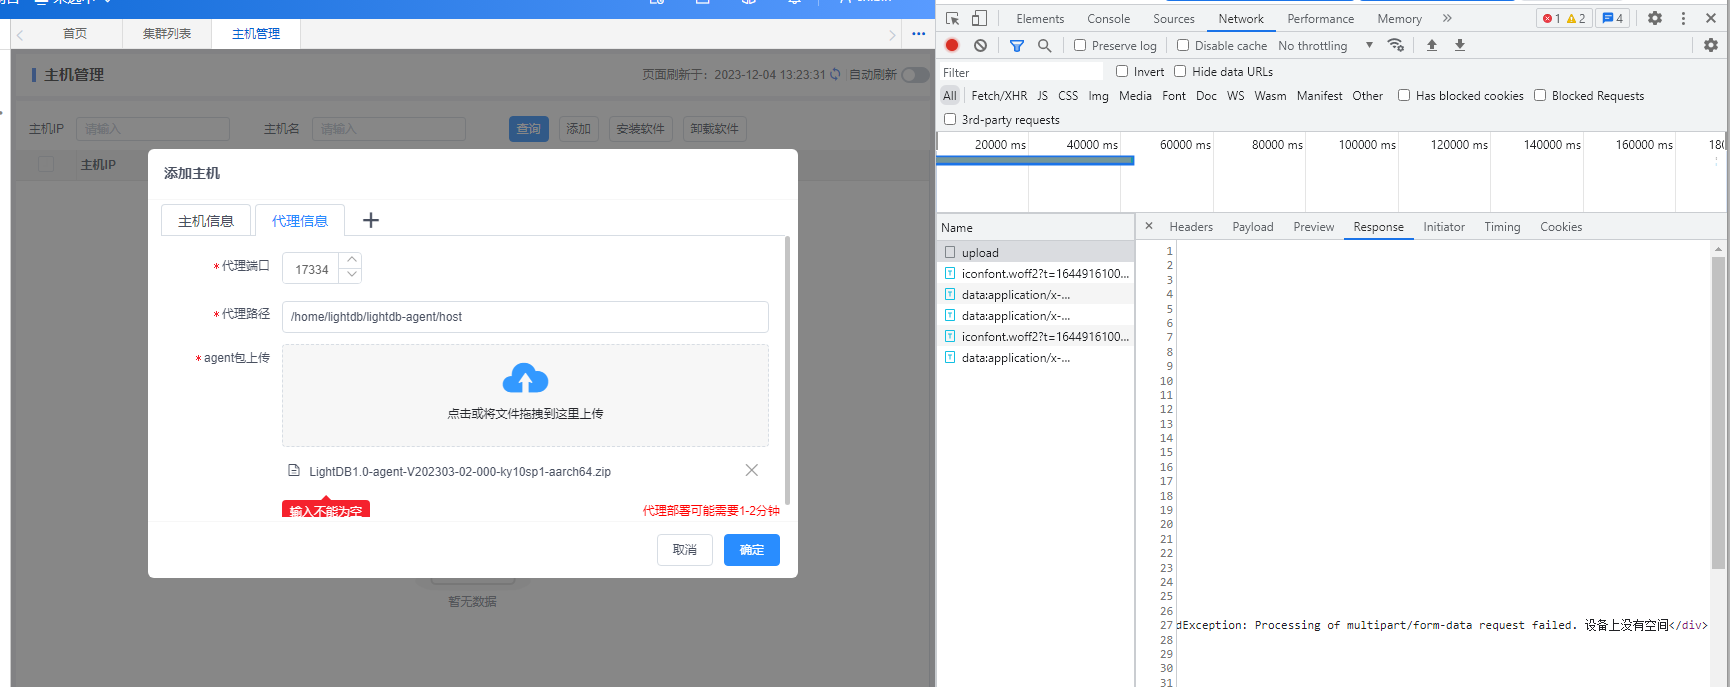 首页
集群列表
主机管理
主机管理
页面刷新于：2023-12-04 13:23:31
自动刷新
主机IP
请输入
主机名
请输入
查询
添加
安装软件
卸载软件
主机IP
添加主机
主机信息
代理信息
*代理端口
17334
*代理路径
/home/lightdb/lightdb-agent/host
*agent包上传
点击或将文件拖拽到这里上传
LightDB1.0-agent-V202303-02-000-ky10sp1-aarch64.zip
输入不能为空
代理部署可能需要1-2分钟
取消
确定
暂无数据
Elements
Console
Sources
Network
Performance
Memory
1
2
4
Preserve log
Disable cache
No throttling
Filter
Invert
Hide data URLs
All
Fetch/XHR
JS
CSS
Img
Media
Font
Doc
WS
Wasm
Manifest
Other
Has blocked cookies
Blocked Requests
3rd-party requests
20000 ms
40000 ms
60000 ms
80000 ms
100000 ms
120000 ms
140000 ms
160000 ms
Name
upload
iconfont.woff2?t=1644916100...
data:application/x-...
data:application/x-...
iconfont.woff2?t=1644916100...
data:application/x-...
Headers
Payload
Preview
Response
Initiator
Timing
Cookies
1
2
3
4
5
6
7
8
9
10
11
12
13
14
15
16
17
18
19
20
21
22
23
24
25
26
27 dException: Processing of multipart/form-data request failed. 设备上没有空间</div>
28
29
30
31